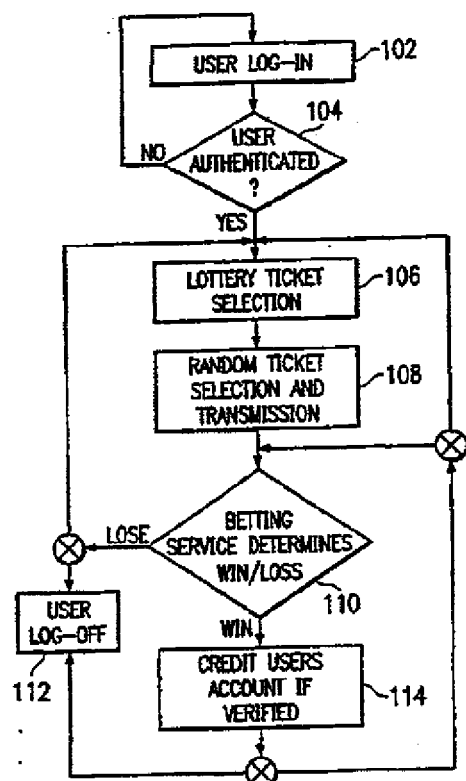 USER LOG-IN
102
104
USER
AUTHENTICATED
?
NO
YES
LOTTERY TICKET
SELECTION
106
RANDOM TICKET
SELECTION AND
TRANSMISSION
108
BETTING
SERVICE DETERMINES
WIN/LOSS
LOSE
110
USER
LOG-OFF
112
WIN
CREDIT USERS
ACCOUNT IF
VERIFIED
114